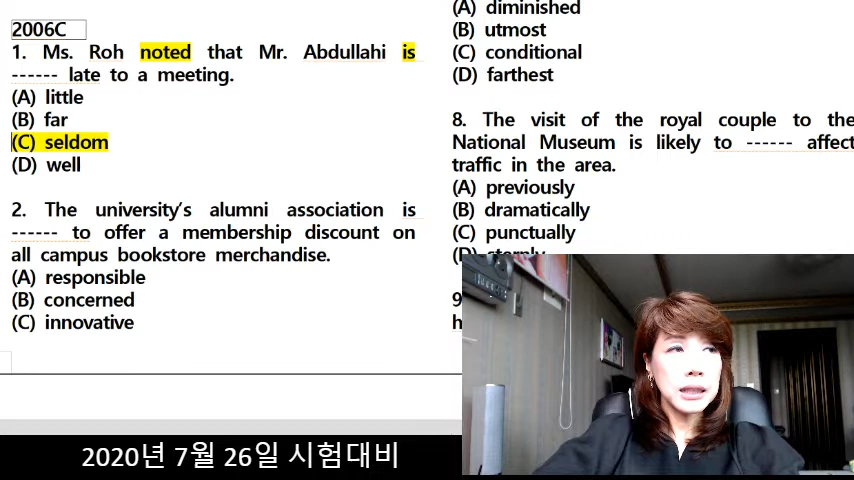 2006C
1. Ms. Roh noted that Mr. Abdullahi is
------ late to a meeting.
(A) little
(B) far
(C) seldom
(D) well
2. The university's alumni association is
------ to offer a membership discount on
all campus bookstore merchandise.
(A) responsible
(B) concerned
(C) innovative
(A) diminished
(B) utmost
(C) conditional
(D) farthest
8. The visit of the royal couple to the
National Museum is likely to ------ affect
traffic in the area.
(A) previously
(B) dramatically
(C) punctually
(D) sternly
9
h
2020년 7월 26일 시험대비